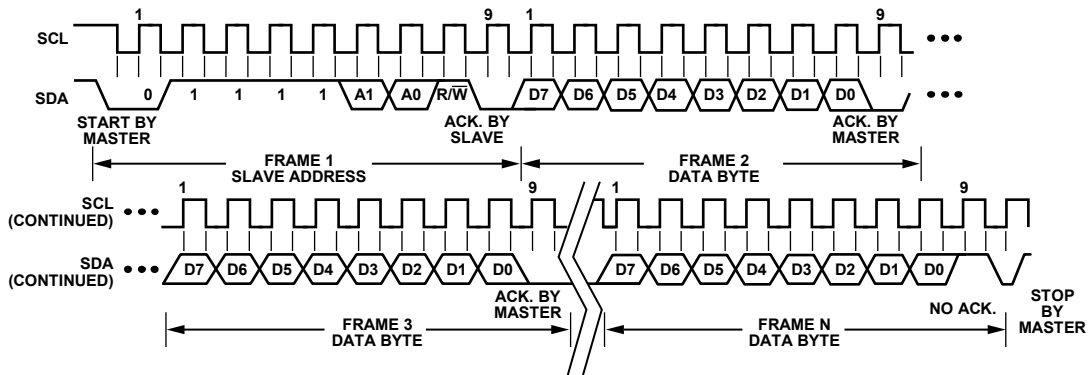 1 9 1 9
SCL •••
SDA 0 1 1 1 1 A1 A0 R/W̅ D7 D6 D5 D4 D3 D2 D1 D0 •••
START BY MASTER
ACK. BY SLAVE
ACK. BY MASTER
FRAME 1
SLAVE ADDRESS
FRAME 2
DATA BYTE
1 9 1 9
SCL
(CONTINUED) •••
SDA
(CONTINUED) ••• D7 D6 D5 D4 D3 D2 D1 D0 D7 D6 D5 D4 D3 D2 D1 D0
ACK. BY
MASTER
NO ACK.
STOP
BY
MASTER
FRAME 3
DATA BYTE
FRAME N
DATA BYTE